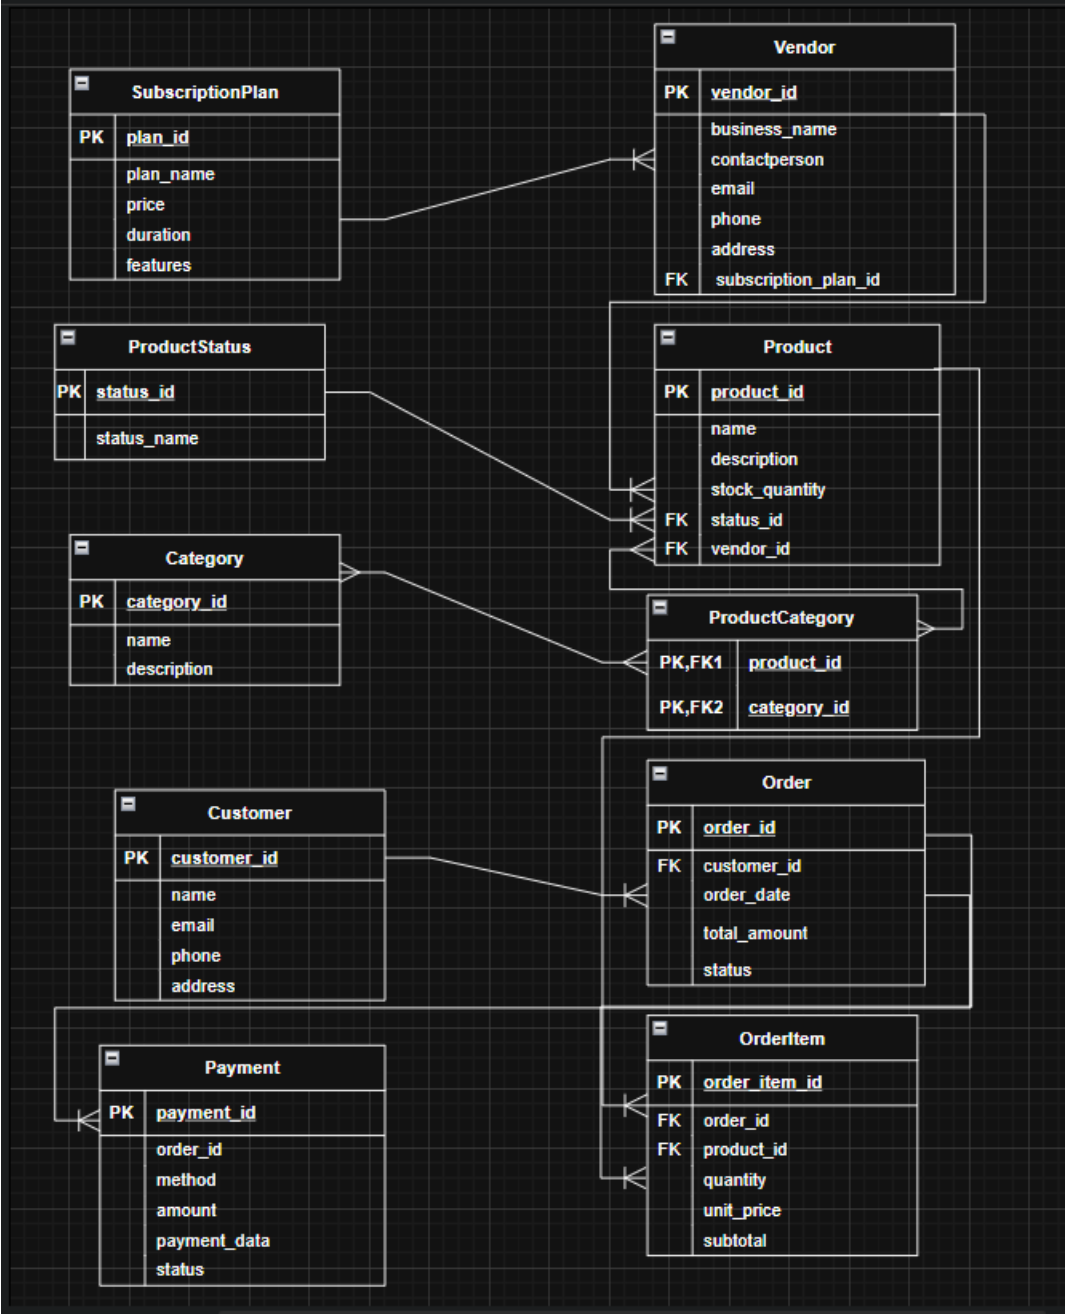 SubscriptionPlan
PK plan_id
plan_name
price
duration
features
Vendor
PK vendor_id
business_name
contactperson
email
phone
address
FK subscription_plan_id
ProductStatus
PK status_id
status_name
Product
PK product_id
name
description
stock_quantity
FK status_id
FK vendor_id
Category
PK category_id
name
description
ProductCategory
PK,FK1 product_id
PK,FK2 category_id
Customer
PK customer_id
name
email
phone
address
Order
PK order_id
FK customer_id
order_date
total_amount
status
Payment
PK payment_id
order_id
method
amount
payment_data
status
OrderItem
PK order_item_id
FK order_id
FK product_id
quantity
unit_price
subtotal